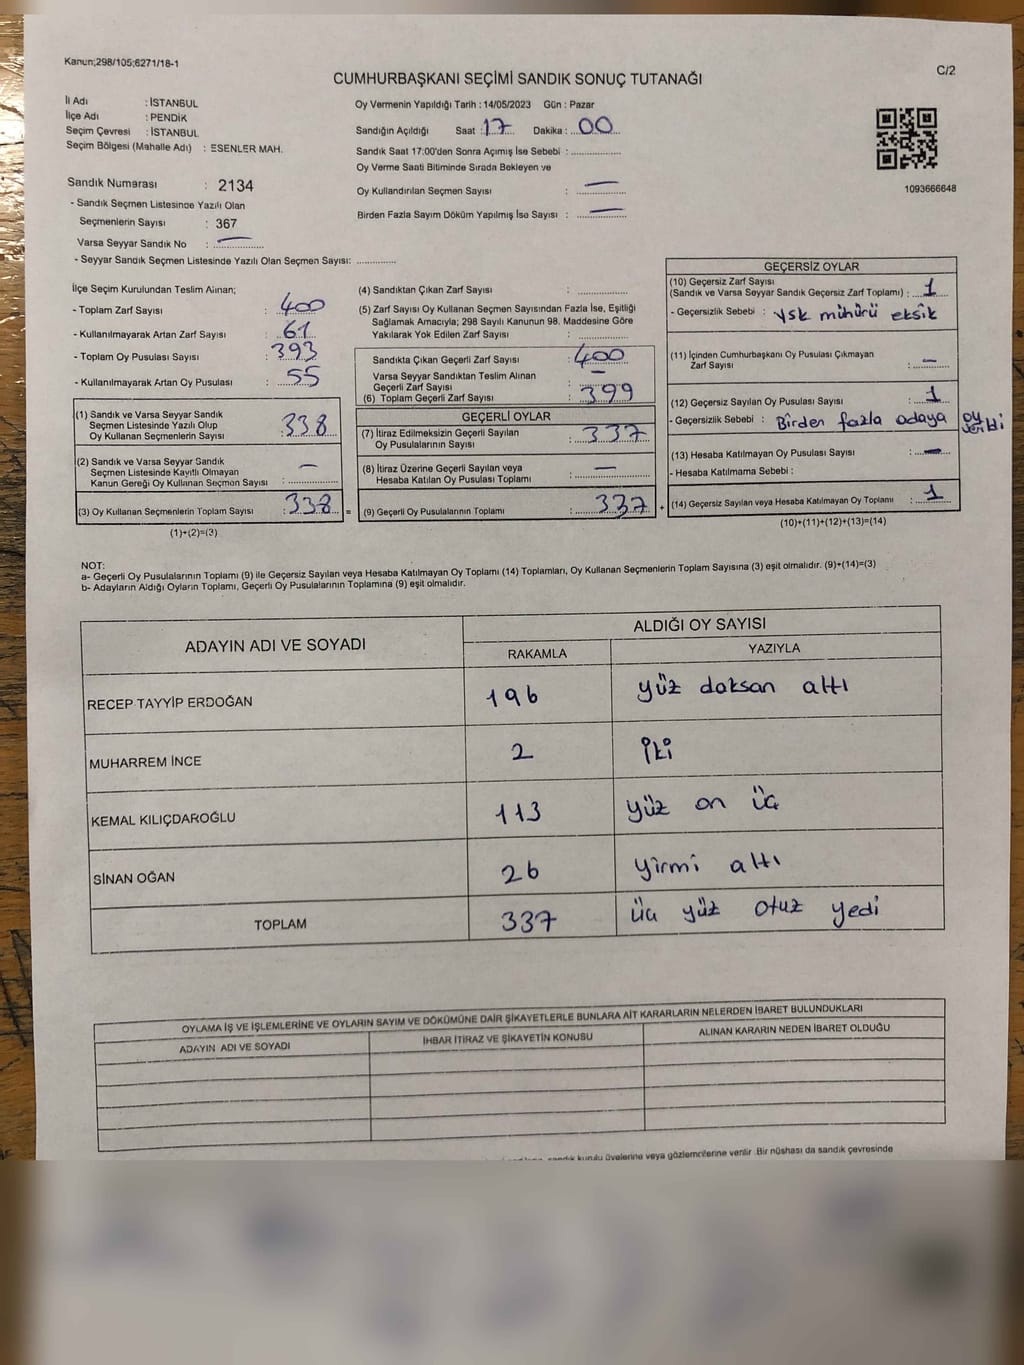 Kanun;298/105;6271/18-1
C/2
CUMHURBAŞKANI SEÇİMİ SANDIK SONUÇ TUTANAĞI
İl Adı : İSTANBUL
İlçe Adı : PENDİK
Seçim Çevresi : İSTANBUL
Seçim Bölgesi (Mahalle Adı) : ESENLER MAH.
Oy Vermenin Yapıldığı Tarih : 14/05/2023 Gün : Pazar
Sandığın Açıldığı Saat : 17 Dakika : 00
Sandık Saat 17:00'den Sonra Açımış İse Sebebi :
Oy Verme Saati Bitiminde Sırada Bekleyen ve
Oy Kullandırılan Seçmen Sayısı : —
Birden Fazla Sayım Döküm Yapılmış İse Sayısı : —
1093666648
Sandık Numarası : 2134
- Sandık Seçmen Listesinde Yazılı Olan
Seçmenlerin Sayısı : 367
Varsa Seyyar Sandık No : —
- Seyyar Sandık Seçmen Listesinde Yazılı Olan Seçmen Sayısı:
İlçe Seçim Kurulundan Teslim Alınan;
- Toplam Zarf Sayısı : 400
- Kullanılmayarak Artan Zarf Sayısı : 61
- Toplam Oy Pusulası Sayısı : 393
- Kullanılmayarak Artan Oy Pusulası : 55
(1) Sandık ve Varsa Seyyar Sandık
Seçmen Listesinde Yazılı Olup
Oy Kullanan Seçmenlerin Sayısı : 338
(2) Sandık ve Varsa Seyyar Sandık
Seçmen Listesinde Kayıtlı Olmayan
Kanun Gereği Oy Kullanan Seçmen Sayısı : —
(3) Oy Kullanan Seçmenlerin Toplam Sayısı : 338 =
(1)+(2)=(3)
(4) Sandıktan Çıkan Zarf Sayısı :
(5) Zarf Sayısı Oy Kullanan Seçmen Sayısından Fazla İse, Eşitliği
Sağlamak Amacıyla; 298 Sayılı Kanunun 98. Maddesine Göre
Yakılarak Yok Edilen Zarf Sayısı :
Sandıkta Çıkan Geçerli Zarf Sayısı : 400
Varsa Seyyar Sandıktan Teslim Alınan
Geçerli Zarf Sayısı : —
(6) Toplam Geçerli Zarf Sayısı : 399
GEÇERLİ OYLAR
(7) İtiraz Edilmeksizin Geçerli Sayılan
Oy Pusulalarının Sayısı : 337
(8) İtiraz Üzerine Geçerli Sayılan veya
Hesaba Katılan Oy Pusulası Toplamı : —
(9) Geçerli Oy Pusulalarının Toplamı : 337 +
GEÇERSİZ OYLAR
(10) Geçersiz Zarf Sayısı
(Sandık ve Varsa Seyyar Sandık Geçersiz Zarf Toplamı) : 1
- Geçersizlik Sebebi : Ysk mührürü eksik
(11) İçinden Cumhurbaşkanı Oy Pusulası Çıkmayan
Zarf Sayısı : —
(12) Geçersiz Sayılan Oy Pusulası Sayısı : 1
- Geçersizlik Sebebi : Birden fazla adaya oy verdi
(13) Hesaba Katılmayan Oy Pusulası Sayısı : —
- Hesaba Katılmama Sebebi :
(14) Geçersiz Sayılan veya Hesaba Katılmayan Oy Toplamı : 1
(10)+(11)+(12)+(13)=(14)
NOT:
a- Geçerli Oy Pusulalarının Toplamı (9) ile Geçersiz Sayılan veya Hesaba Katılmayan Oy Toplamı (14) Toplamları, Oy Kullanan Seçmenlerin Toplam Sayısına (3) eşit olmalıdır. (9)+(14)=(3)
b- Adayların Aldığı Oyların Toplamı, Geçerli Oy Pusulalarının Toplamına (9) eşit olmalıdır.
ADAYIN ADI VE SOYADI
ALDIĞI OY SAYISI
RAKAMLA YAZIYLA
RECEP TAYYİP ERDOĞAN 196 yüz doksan altı
MUHARREM İNCE 2 iki
KEMAL KILIÇDAROĞLU 113 yüz on üç
SİNAN OĞAN 26 yirmi altı
TOPLAM 337 üç yüz otuz yedi
OYLAMA İŞ VE İŞLEMLERİNE VE OYLARIN SAYIM VE DÖKÜMÜNE DAİR ŞİKAYETLERLE BUNLARA AİT KARARLARIN NELERDEN İBARET BULUNDUKLARI
ADAYIN ADI VE SOYADI İHBAR İTİRAZ VE ŞİKAYETİN KONUSU ALINAN KARARIN NEDEN İBARET OLDUĞU
sandık kurulu üyelerine veya gözlemcilerine verilir. Bir nüshası da sandık çevresinde